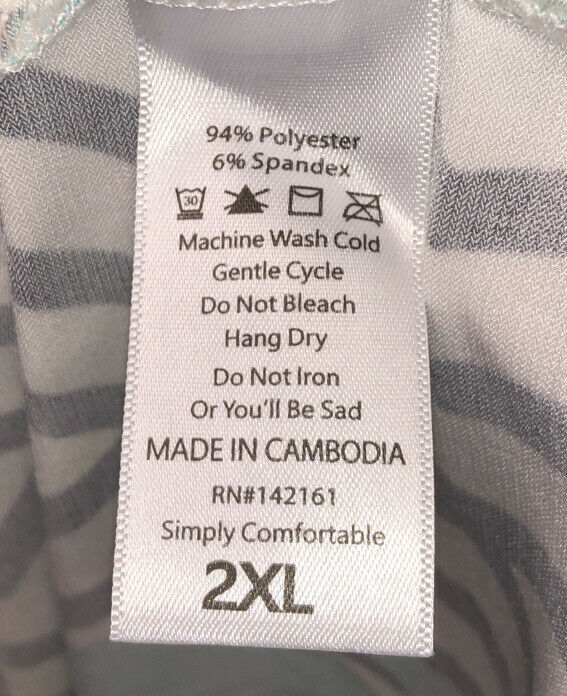 94% Polyester
6% Spandex
30
Machine Wash Cold
Gentle Cycle
Do Not Bleach
Hang Dry
Do Not Iron
Or You'll Be Sad
MADE IN CAMBODIA
RN#142161
Simply Comfortable
2XL